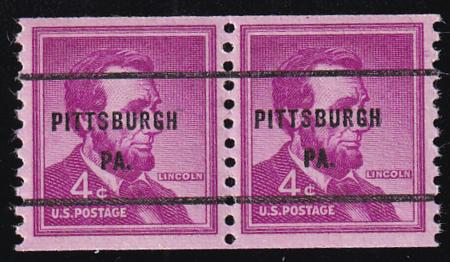 PITTSBURGH
PA.
LINCOLN
4¢
U.S. POSTAGE
PITTSBURGH
PA.
LINCOLN
4¢
U.S. POSTAGE